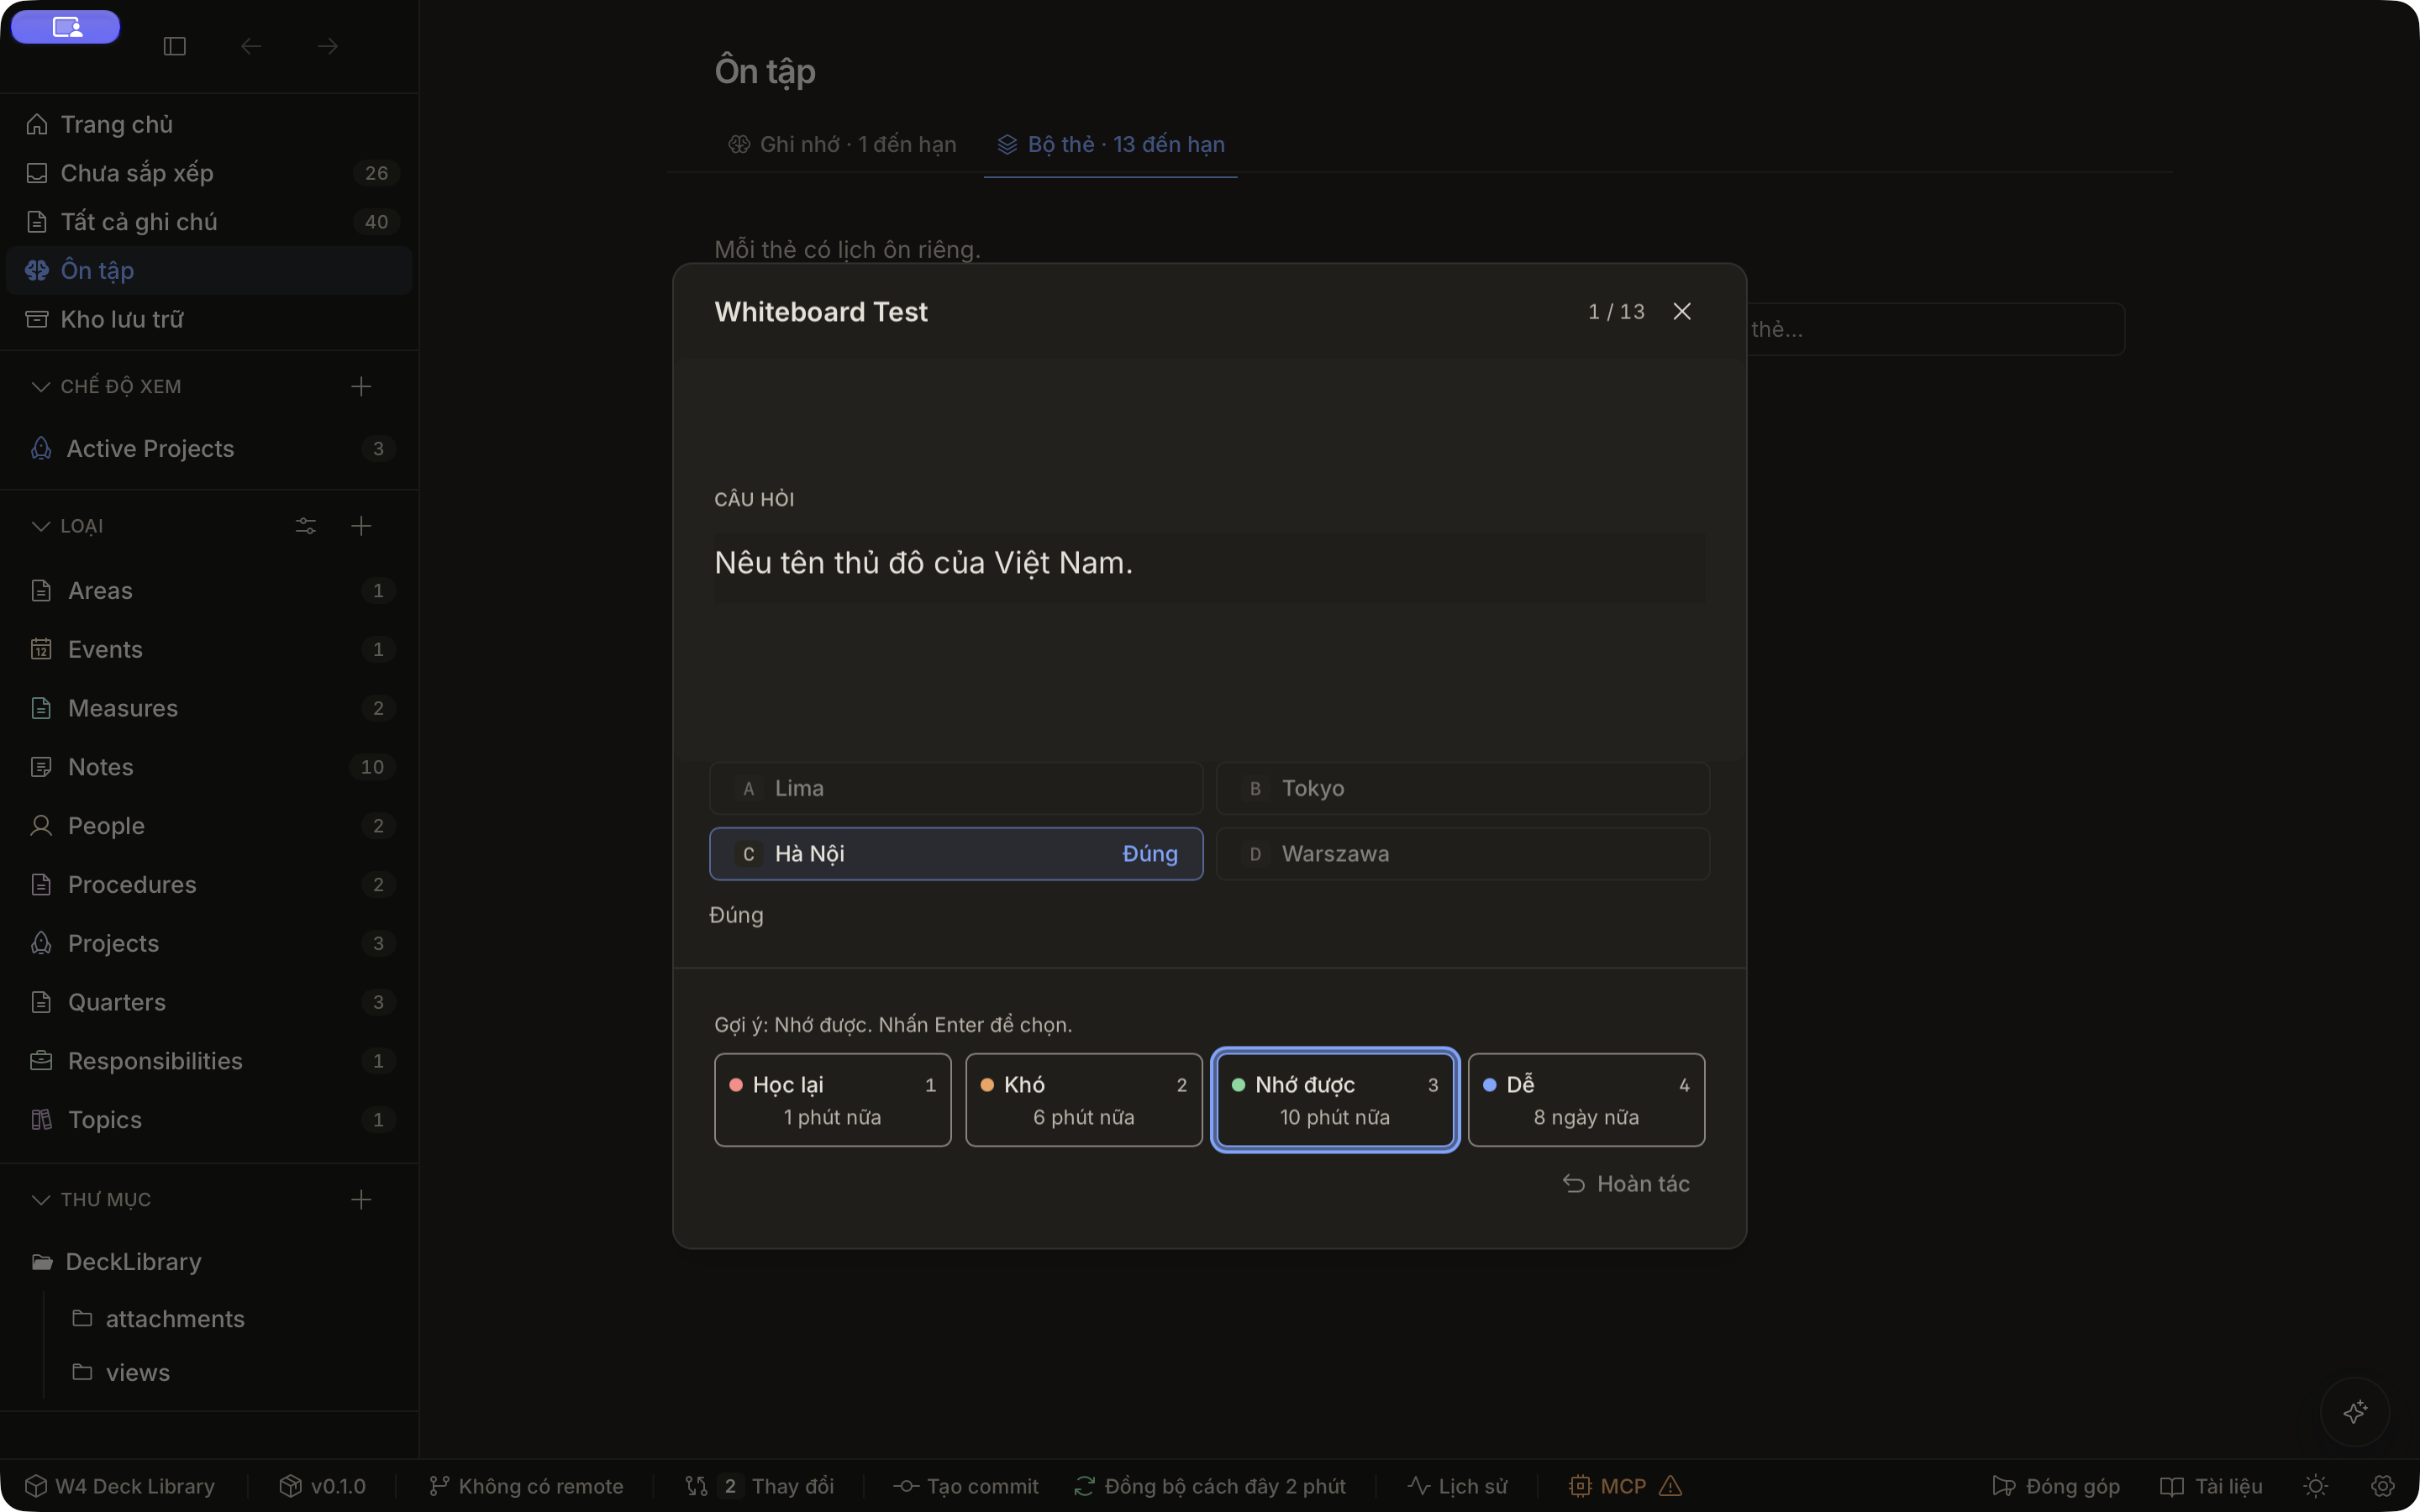 Trang chủ
Chưa sắp xếp 26
Tất cả ghi chú 40
Ôn tập
Kho lưu trữ
CHẾ ĐỘ XEM
Active Projects 3
LOẠI
Areas 1
12
Events 1
Measures 2
Notes 10
People 2
Procedures 2
Projects 3
Quarters 3
Responsibilities 1
Topics 1
THƯ MỤC
DeckLibrary
attachments
views
Ôn tập
Ghi nhớ · 1 đến hạn
Bộ thẻ · 13 đến hạn
Mỗi thẻ có lịch ôn riêng.
thẻ...
Whiteboard Test 1 / 13
CÂU HỎI
Nêu tên thủ đô của Việt Nam.
A Lima
B Tokyo
C Hà Nội Đúng
D Warszawa
Đúng
Gợi ý: Nhớ được. Nhấn Enter để chọn.
Học lại 1
1 phút nữa
Khó 2
6 phút nữa
Nhớ được 3
10 phút nữa
Dễ 4
8 ngày nữa
Hoàn tác
W4 Deck Library
v0.1.0
Không có remote
2 Thay đổi
Tạo commit
Đồng bộ cách đây 2 phút
Lịch sử
MCP
Đóng góp
Tài liệu